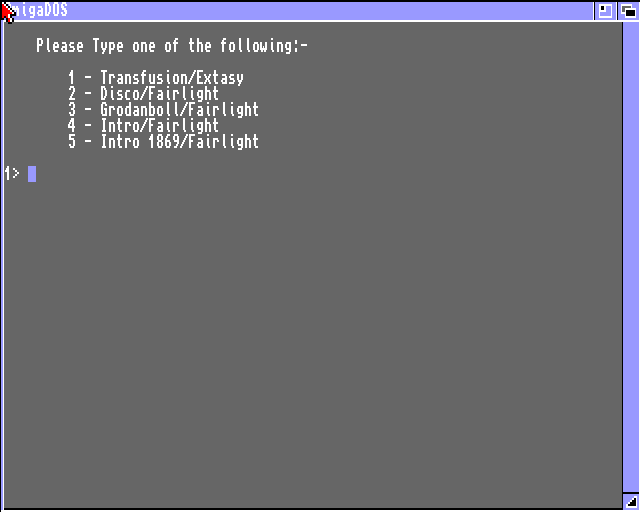 migaDOS
Please Type one of the following:-
1 - Transfusion/Extasy
2 - Disco/Fairlight
3 - Grodanboll/Fairlight
4 - Intro/Fairlight
5 - Intro 1869/Fairlight
1>